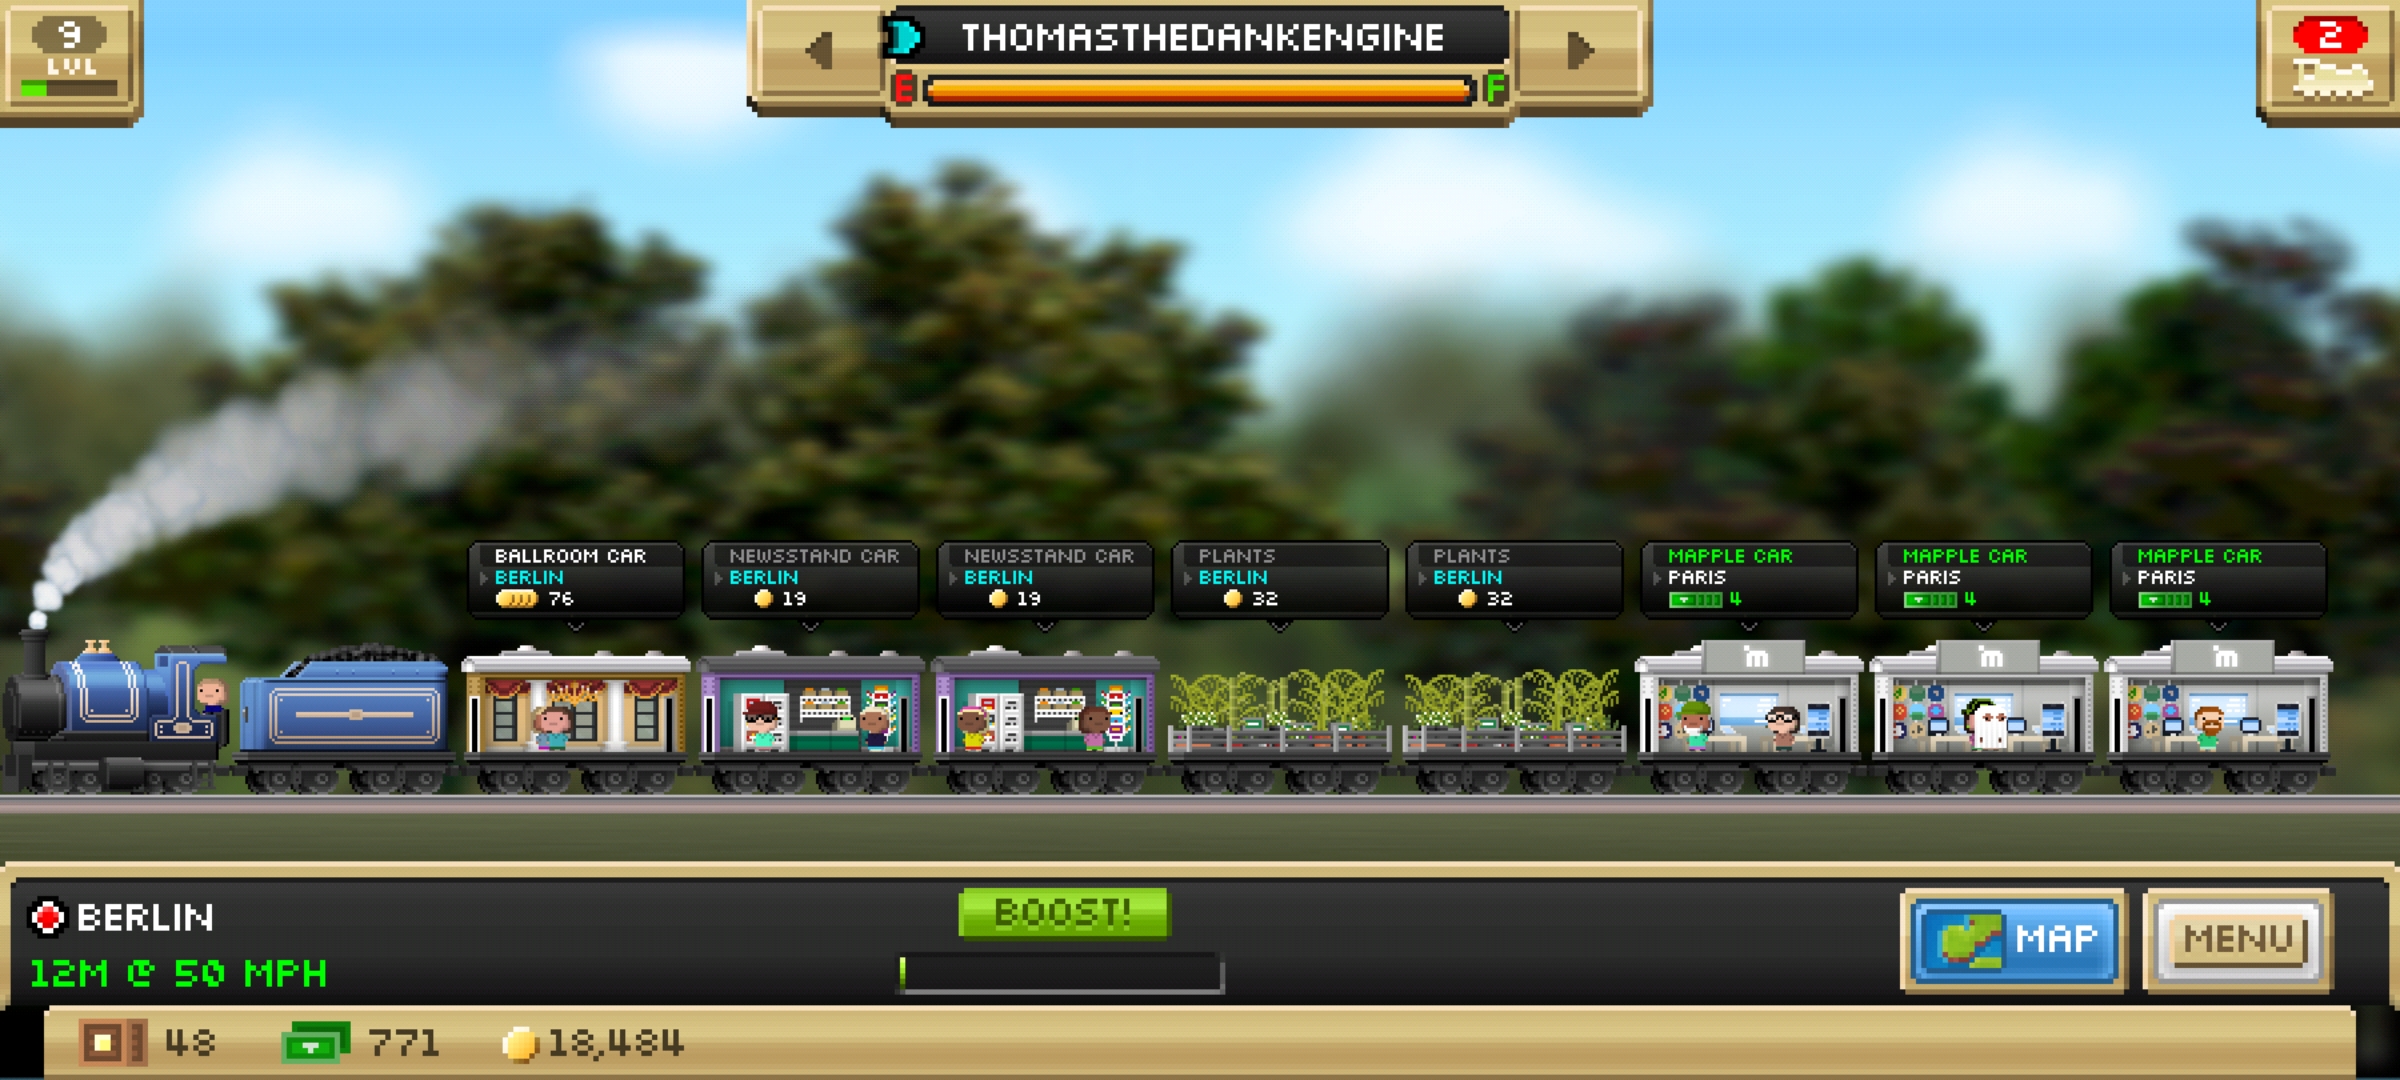 9
LVL
THOMASTHEDANKENGINE
E F
2
BALLROOM CAR
BERLIN
76
NEWSSTAND CAR
BERLIN
19
NEWSSTAND CAR
BERLIN
19
PLANTS
BERLIN
32
PLANTS
BERLIN
32
MAPPLE CAR
PARIS
4
MAPPLE CAR
PARIS
4
MAPPLE CAR
PARIS
4
m
m
m
BERLIN
12M @ 50 MPH
BOOST!
MAP
MENU
48
771
18,484